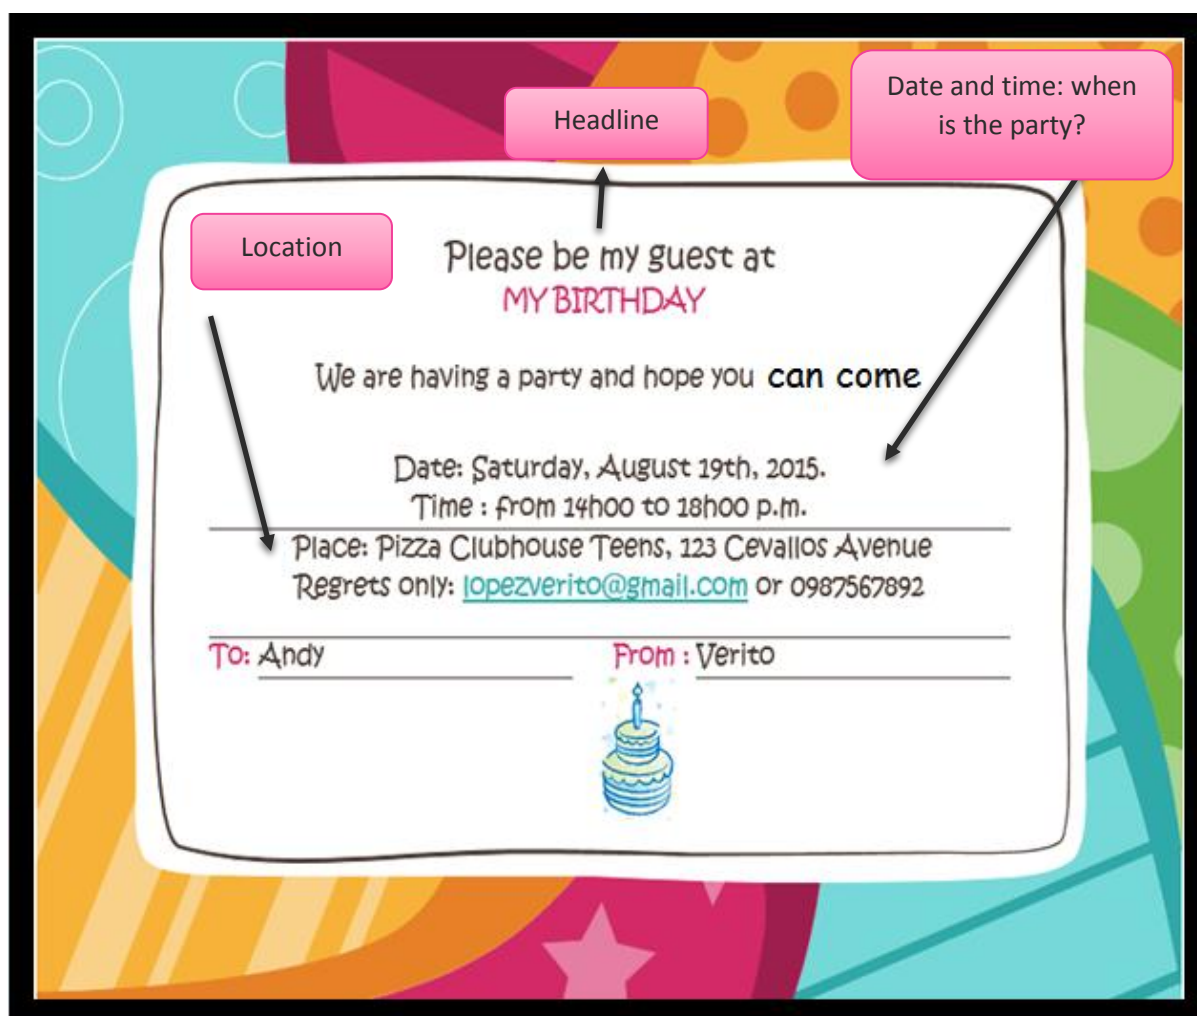 Headline
Date and time: when
is the party?
Location
Please be my guest at
MY BIRTHDAY
We are having a party and hope you can come
Date: Saturday, August 19th, 2015.
Time : from 14h00 to 18h00 p.m.
Place: Pizza Clubhouse Teens, 123 Cevallos Avenue
Regrets only: lopezverito@gmail.com or 0987567892
To: Andy From : Verito